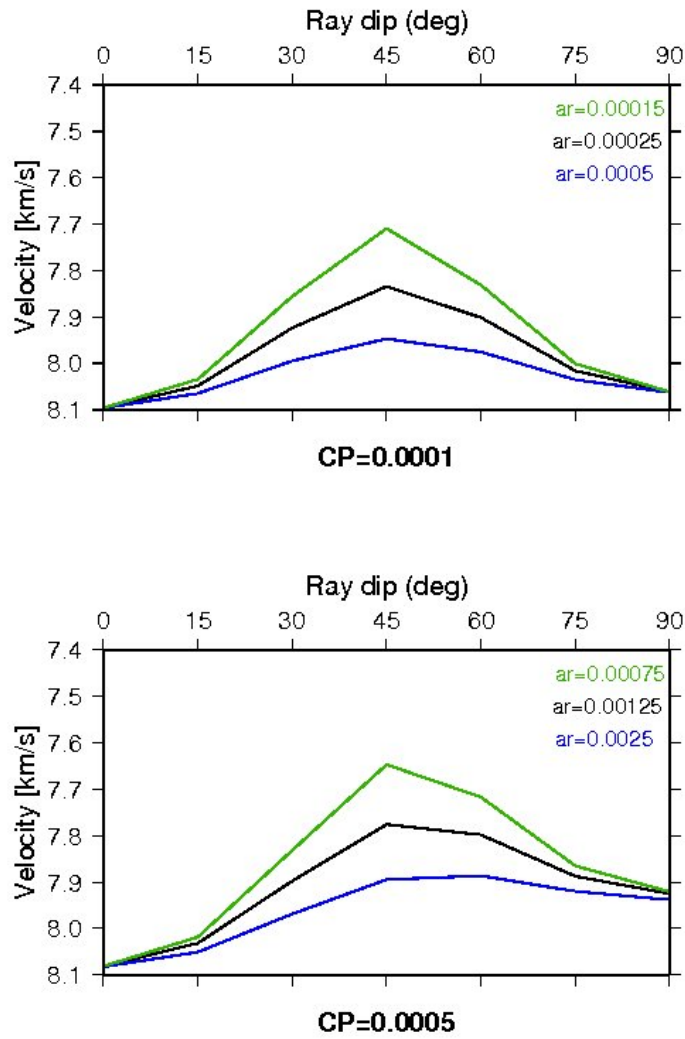 Ray dip (deg)
0 15 30 45 60 75 90
7.4
7.5
7.6
7.7
7.8
7.9
8.0
8.1
Velocity [km/s]
ar=0.00015
ar=0.00025
ar=0.0005
CP=0.0001
Ray dip (deg)
0 15 30 45 60 75 90
7.4
7.5
7.6
7.7
7.8
7.9
8.0
8.1
Velocity [km/s]
ar=0.00075
ar=0.00125
ar=0.0025
CP=0.0005